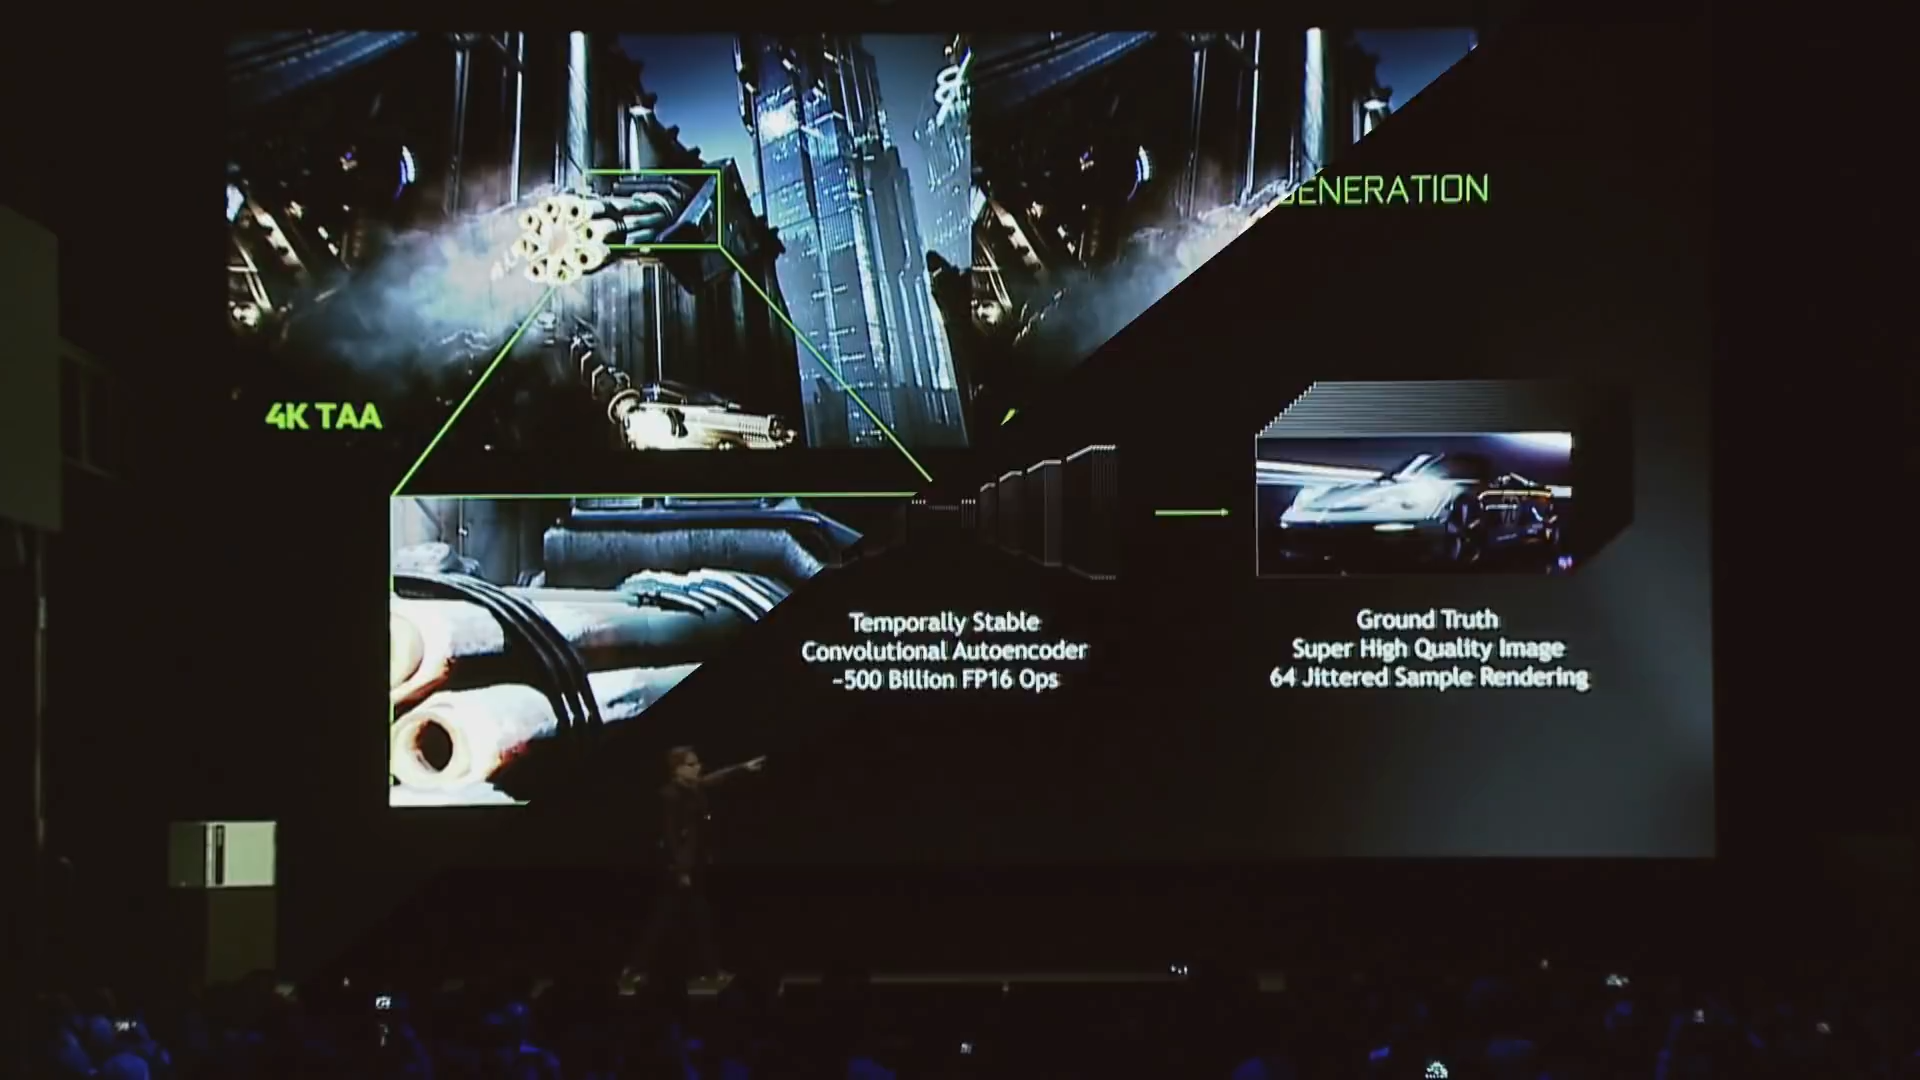 GENERATION
4K TAA
Temporally Stable
Convolutional Autoencoder
~500 Billion FP16 Ops
Ground Truth
Super High Quality Image
64 Jittered Sample Rendering